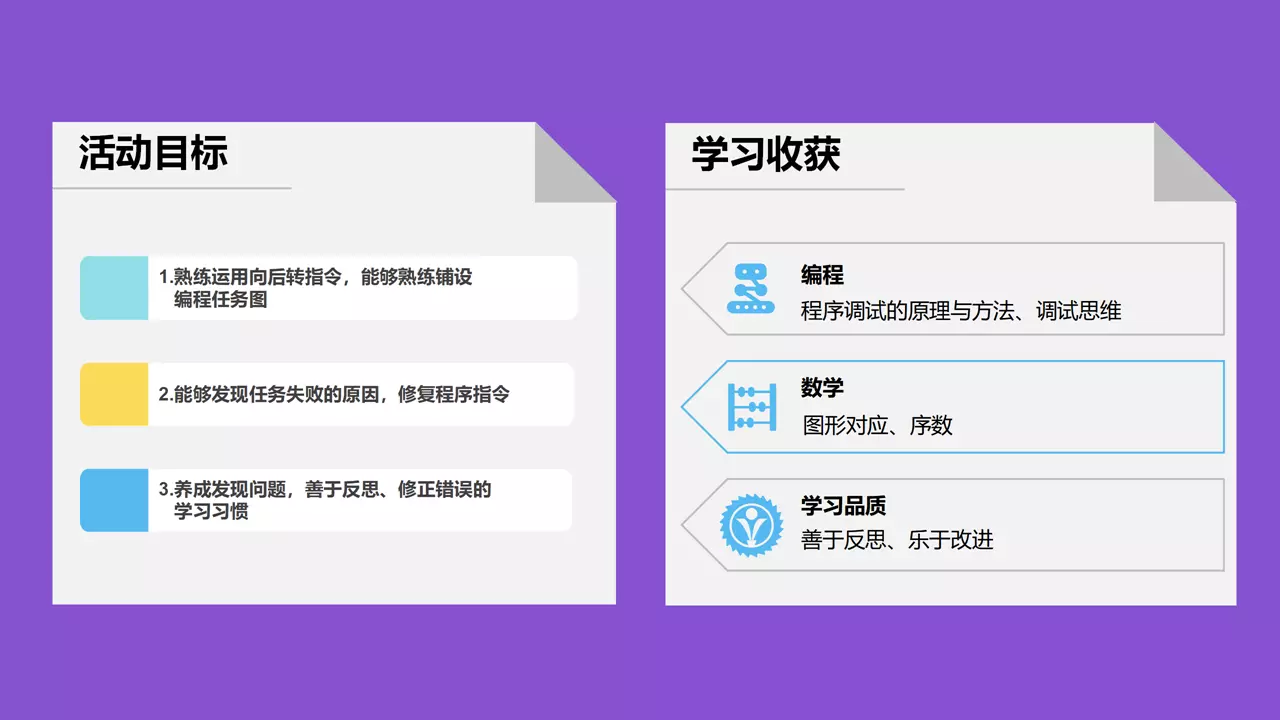 活动目标
1.熟练运用向后转指令，能够熟练铺设
编程任务图
2.能够发现任务失败的原因，修复程序指令
3.养成发现问题，善于反思、修正错误的
学习习惯
学习收获
编程
程序调试的原理与方法、调试思维
数学
图形对应、序数
学习品质
善于反思、乐于改进